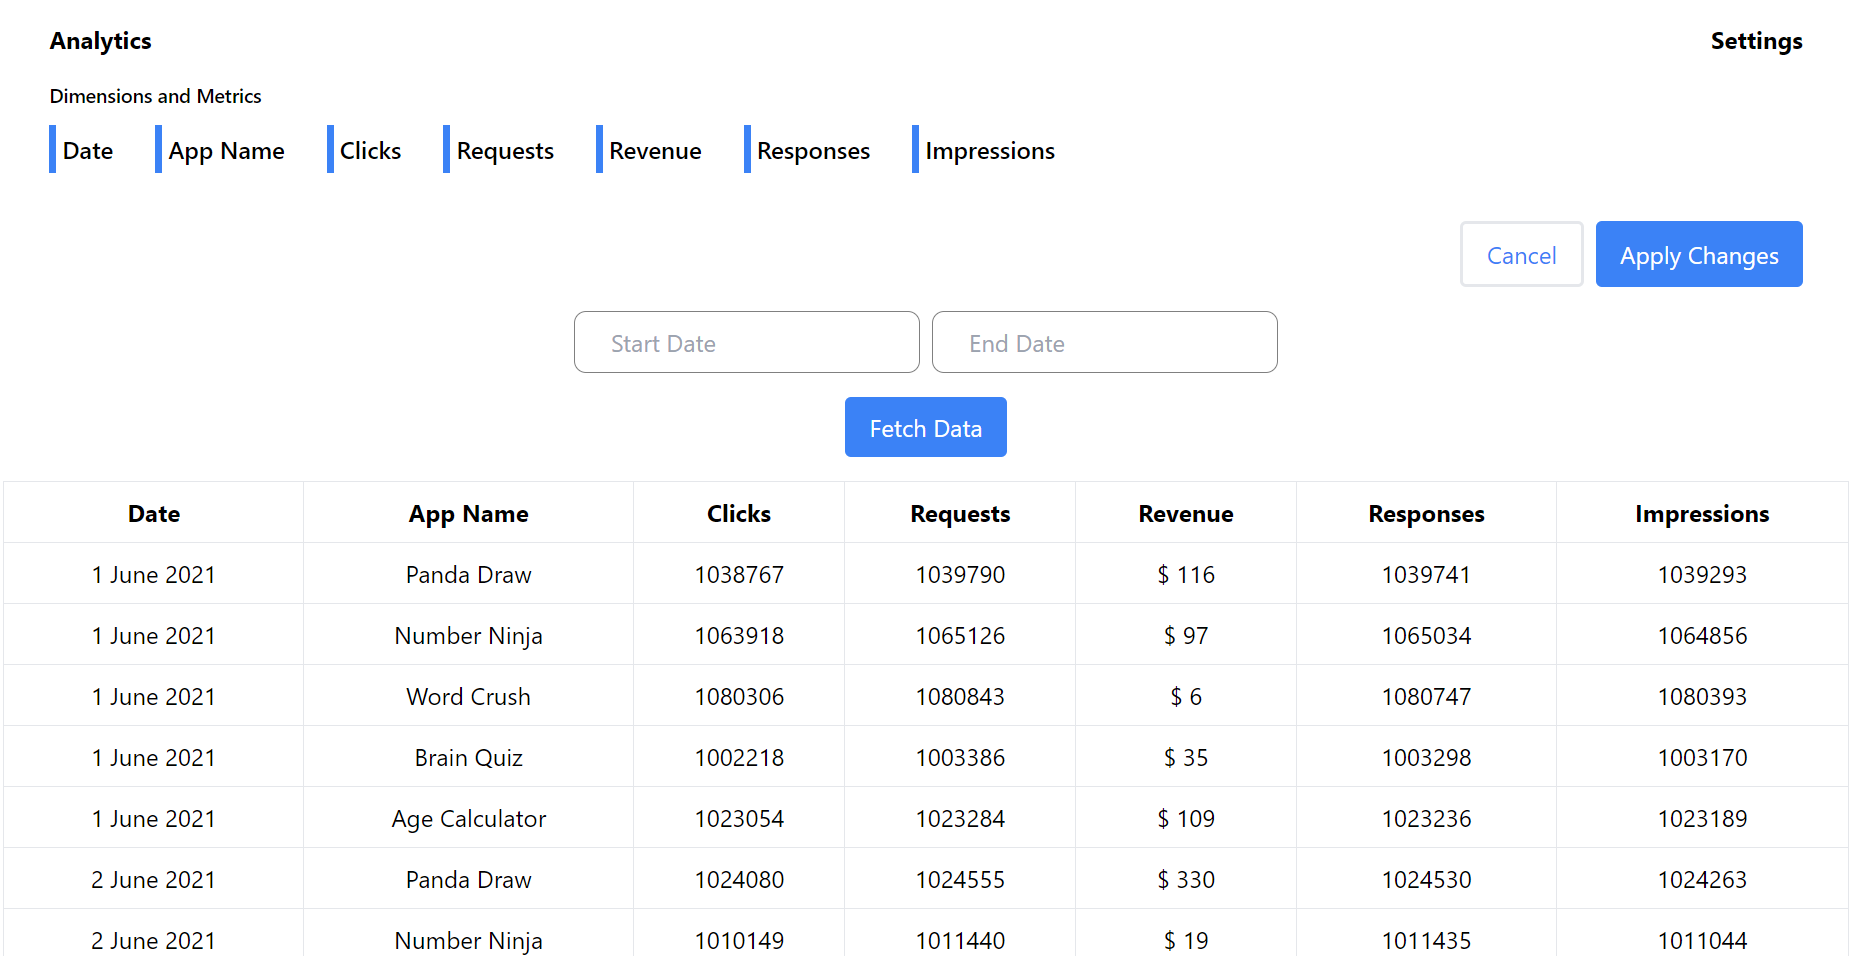 Analytics Settings
Dimensions and Metrics
Date App Name Clicks Requests Revenue Responses Impressions
Cancel Apply Changes
Start Date End Date
Fetch Data
Date App Name Clicks Requests Revenue Responses Impressions
1 June 2021 Panda Draw 1038767 1039790 $ 116 1039741 1039293
1 June 2021 Number Ninja 1063918 1065126 $ 97 1065034 1064856
1 June 2021 Word Crush 1080306 1080843 $ 6 1080747 1080393
1 June 2021 Brain Quiz 1002218 1003386 $ 35 1003298 1003170
1 June 2021 Age Calculator 1023054 1023284 $ 109 1023236 1023189
2 June 2021 Panda Draw 1024080 1024555 $ 330 1024530 1024263
2 June 2021 Number Ninja 1010149 1011440 $ 19 1011435 1011044